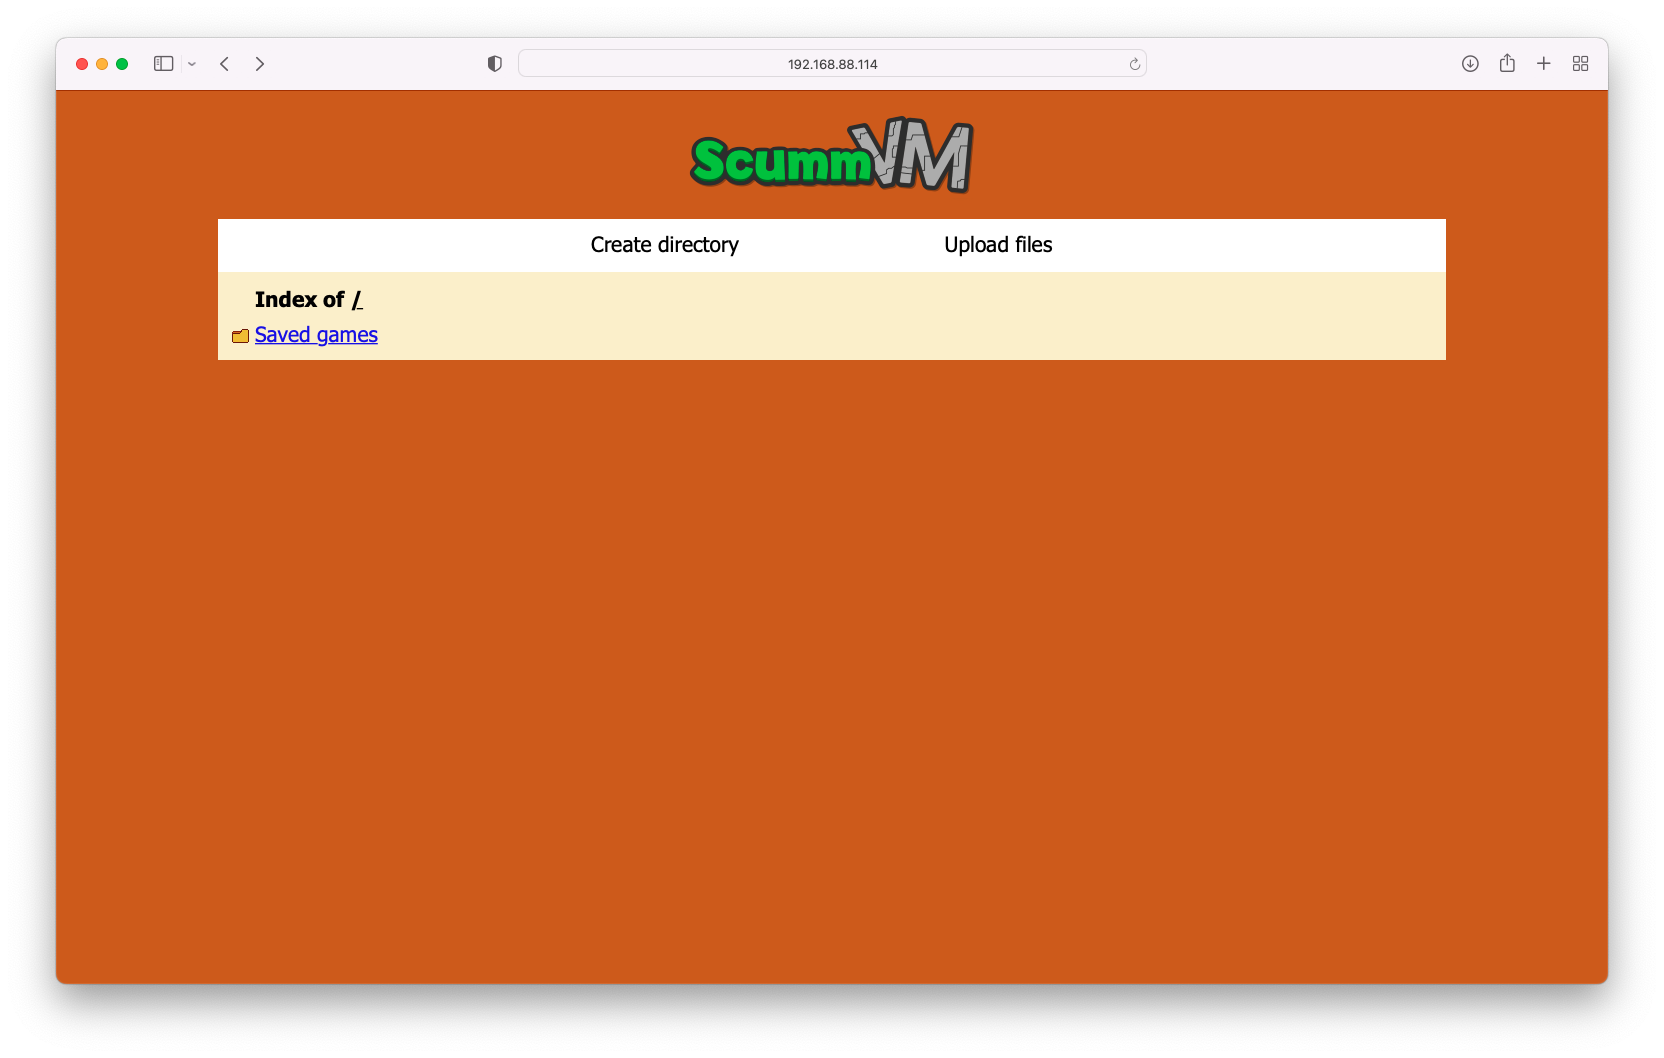 192.168.88.114
ScummVM
Create directory Upload files
Index of /
Saved games